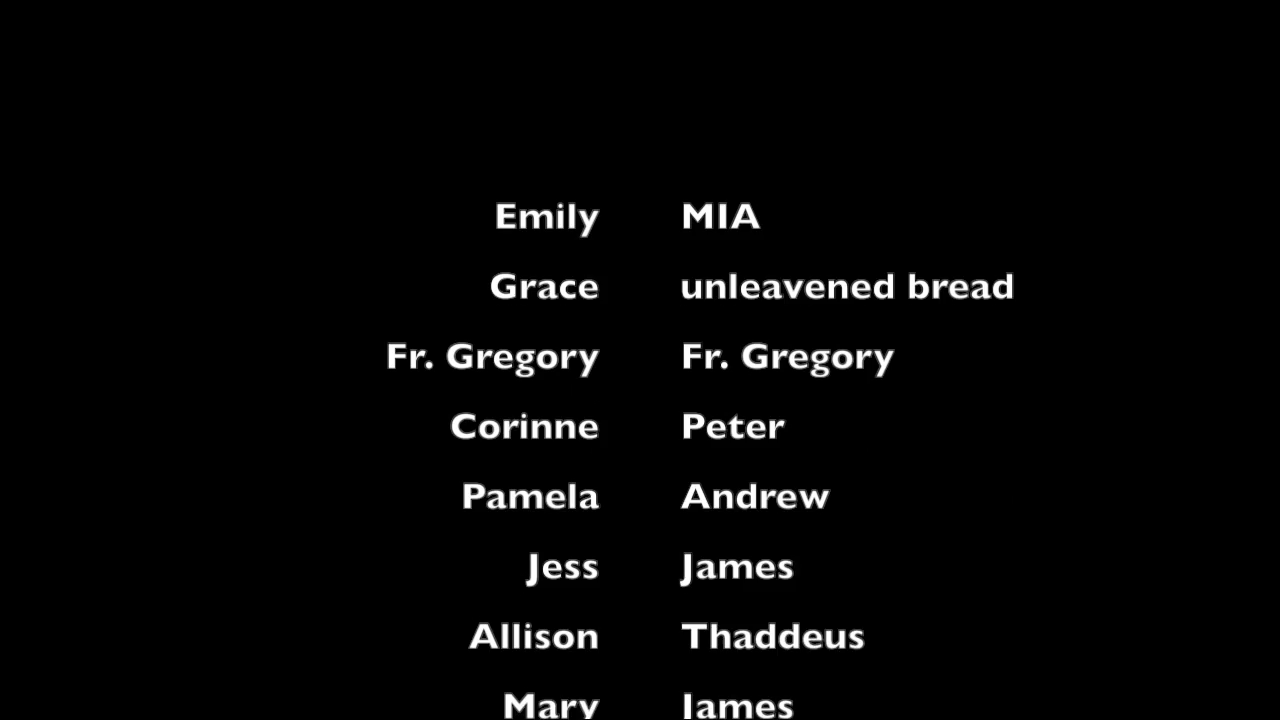 Emily MIA
Grace unleavened bread
Fr. Gregory Fr. Gregory
Corinne Peter
Pamela Andrew
Jess James
Allison Thaddeus
Mary James